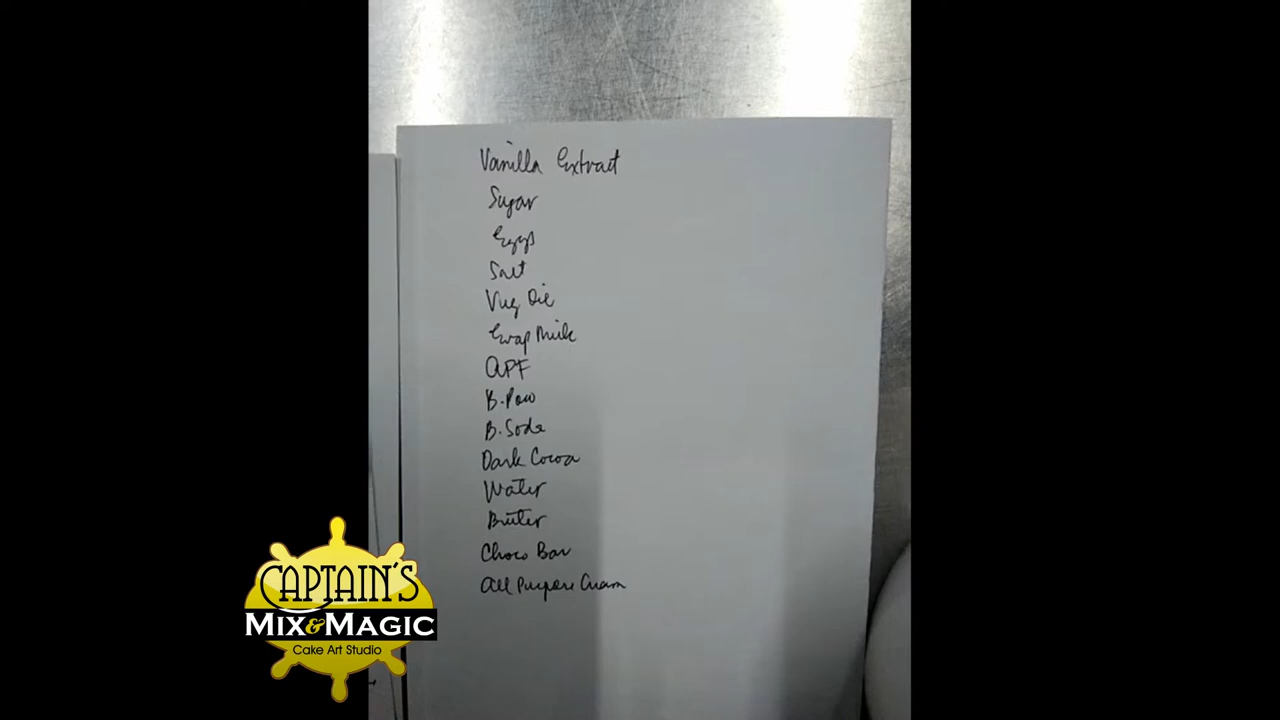 Vanilla Extract
Sugar
Eggs
Salt
Veg Oil
Evap Milk
APF
B. Pow
B. Soda
Dark Cocoa
Water
Butter
Choco Bar
All Purpose Cream
CAPTAIN'S
MIX & MAGIC
Cake Art Studio